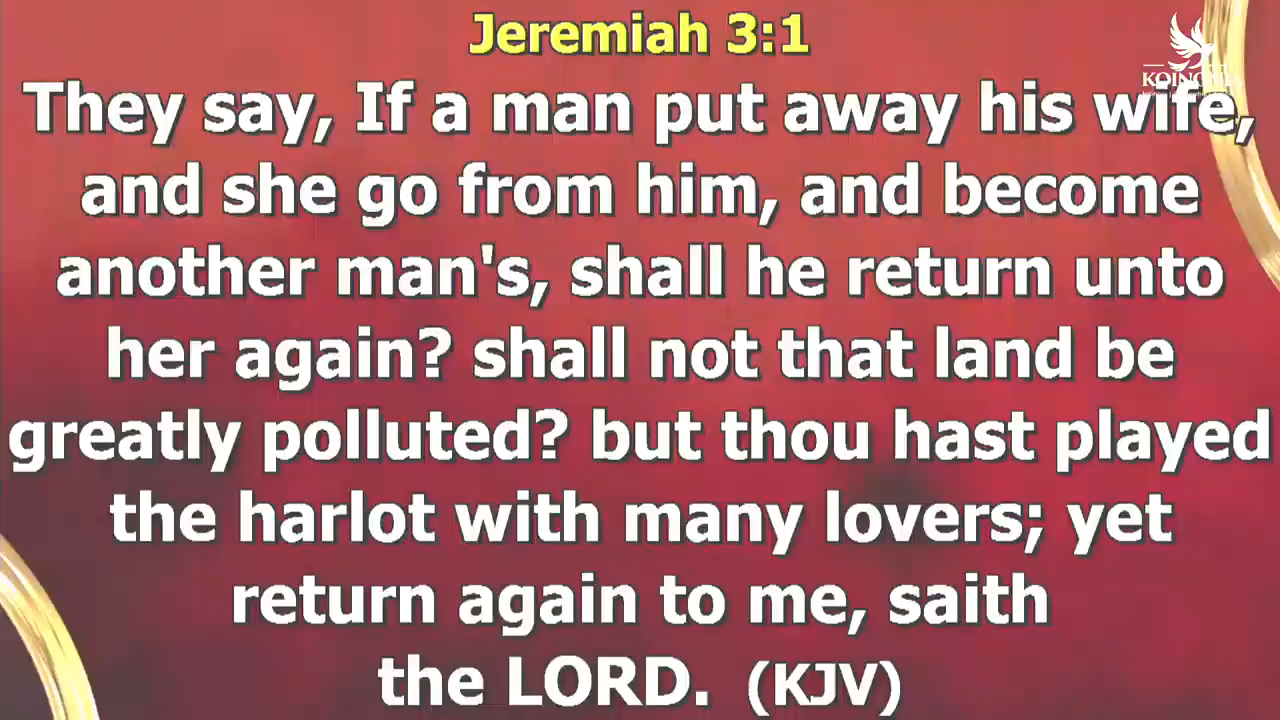 Jeremiah 3:1
KOINONIA
They say, If a man put away his wife,
and she go from him, and become
another man's, shall he return unto
her again? shall not that land be
greatly polluted? but thou hast played
the harlot with many lovers; yet
return again to me, saith
the LORD. (KJV)